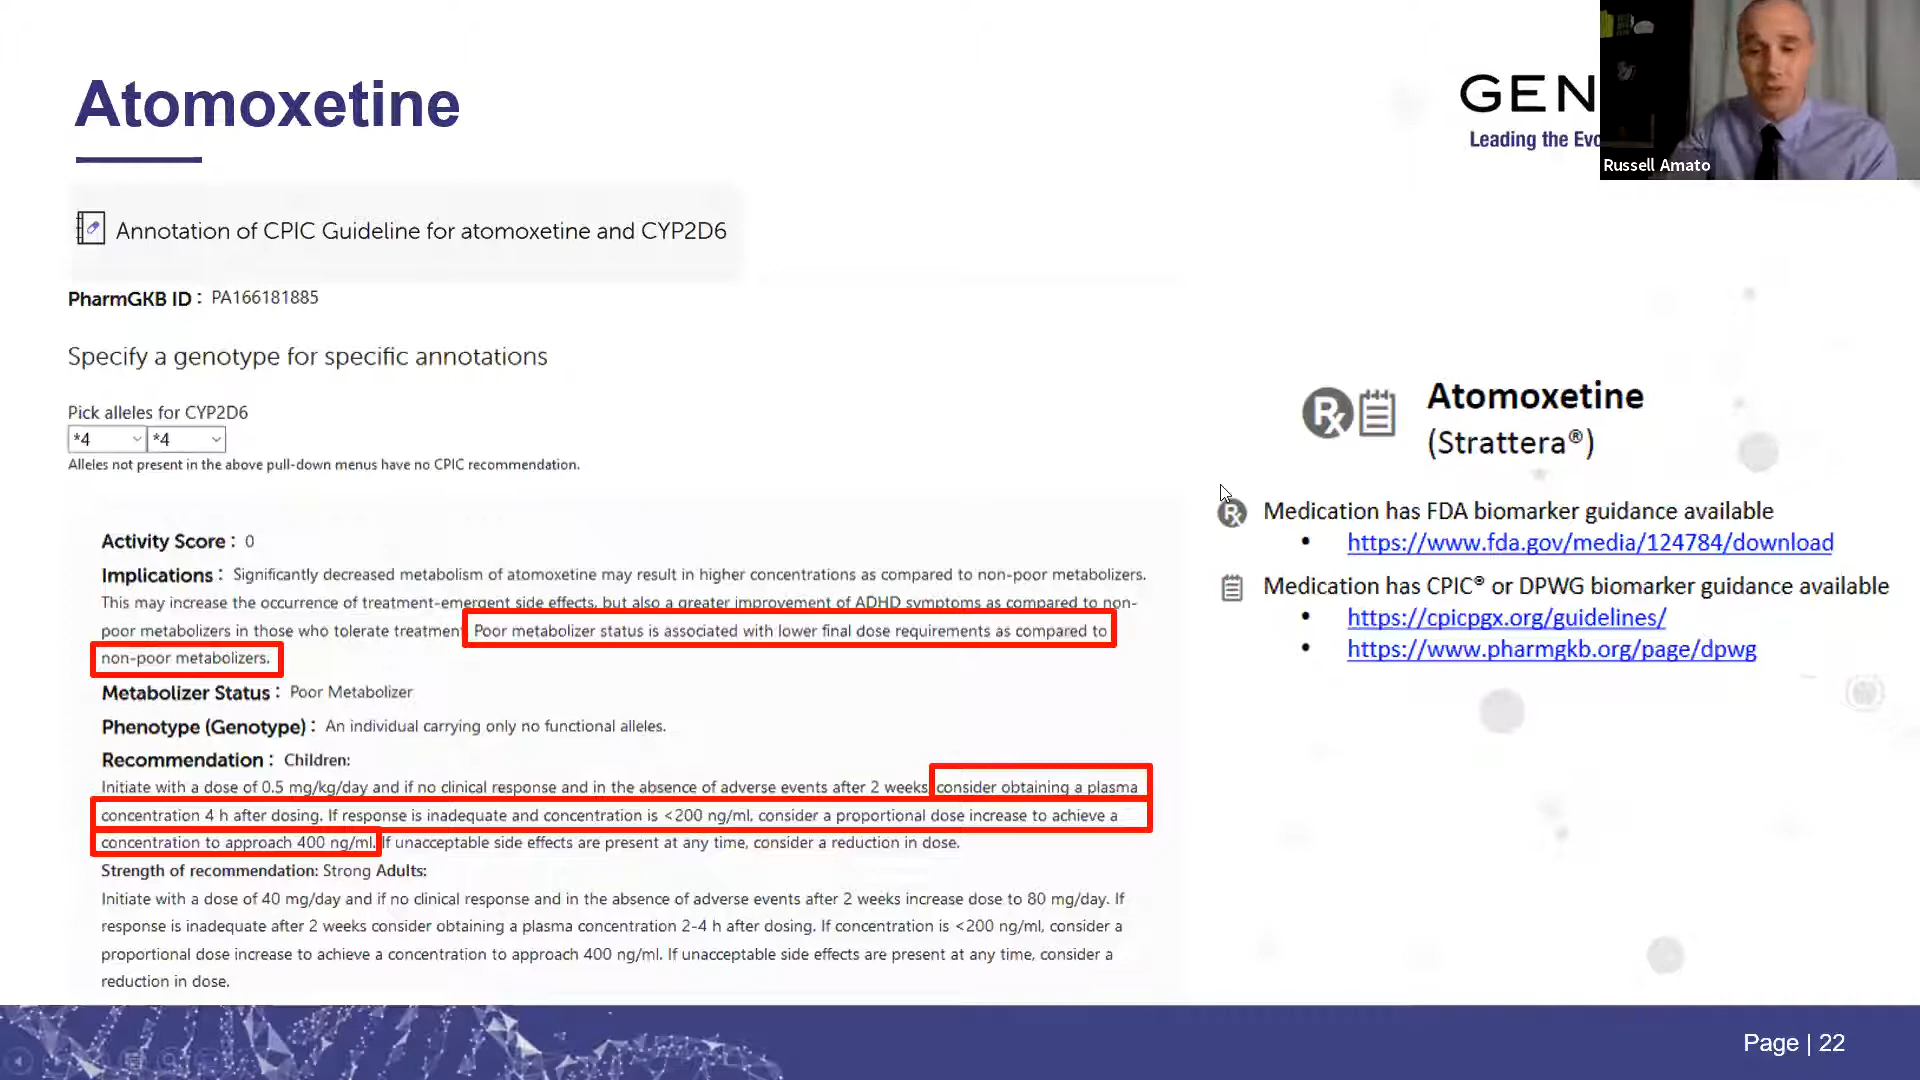 Atomoxetine
GEN
Leading the Evo
Russell Amato
Annotation of CPIC Guideline for atomoxetine and CYP2D6
PharmGKB ID : PA166181885
Specify a genotype for specific annotations
Pick alleles for CYP2D6
*4 *4
Alleles not present in the above pull-down menus have no CPIC recommendation.
Activity Score : 0
Implications : Significantly decreased metabolism of atomoxetine may result in higher concentrations as compared to non-poor metabolizers.
This may increase the occurrence of treatment-emergent side effects, but also a greater improvement of ADHD symptoms as compared to non-
poor metabolizers in those who tolerate treatment. Poor metabolizer status is associated with lower final dose requirements as compared to
non-poor metabolizers.
Metabolizer Status : Poor Metabolizer
Phenotype (Genotype) : An individual carrying only no functional alleles.
Recommendation : Children:
Initiate with a dose of 0.5 mg/kg/day and if no clinical response and in the absence of adverse events after 2 weeks, consider obtaining a plasma
concentration 4 h after dosing. If response is inadequate and concentration is <200 ng/ml, consider a proportional dose increase to achieve a
concentration to approach 400 ng/ml. If unacceptable side effects are present at any time, consider a reduction in dose.
Strength of recommendation: Strong Adults:
Initiate with a dose of 40 mg/day and if no clinical response and in the absence of adverse events after 2 weeks increase dose to 80 mg/day. If
response is inadequate after 2 weeks consider obtaining a plasma concentration 2-4 h after dosing. If concentration is <200 ng/ml, consider a
proportional dose increase to achieve a concentration to approach 400 ng/ml. If unacceptable side effects are present at any time, consider a
reduction in dose.
Rx Atomoxetine
(Strattera®)
Rx Medication has FDA biomarker guidance available
• https://www.fda.gov/media/124784/download
Medication has CPIC® or DPWG biomarker guidance available
• https://cpicpgx.org/guidelines/
• https://www.pharmgkb.org/page/dpwg
Page | 22